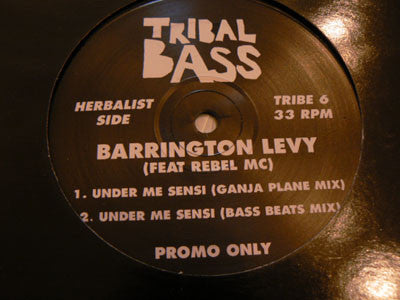 TRIBAL
BASS
HERBALIST
SIDE
TRIBE 6
33 RPM
BARRINGTON LEVY
(FEAT REBEL MC)
1. UNDER ME SENSI (GANJA PLANE MIX)
2. UNDER ME SENSI (BASS BEATS MIX)
PROMO ONLY